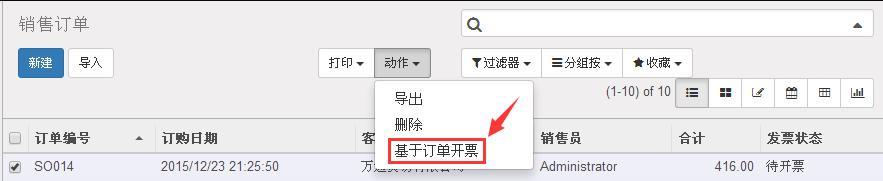 销售订单
新建 导入 打印 动作 过滤器 分组按 收藏
(1-10) of 10
导出
删除
基于订单开票
订单编号 订购日期 客 销售员 合计 发票状态
SO014 2015/12/23 21:25:50 Administrator 416.00 待开票